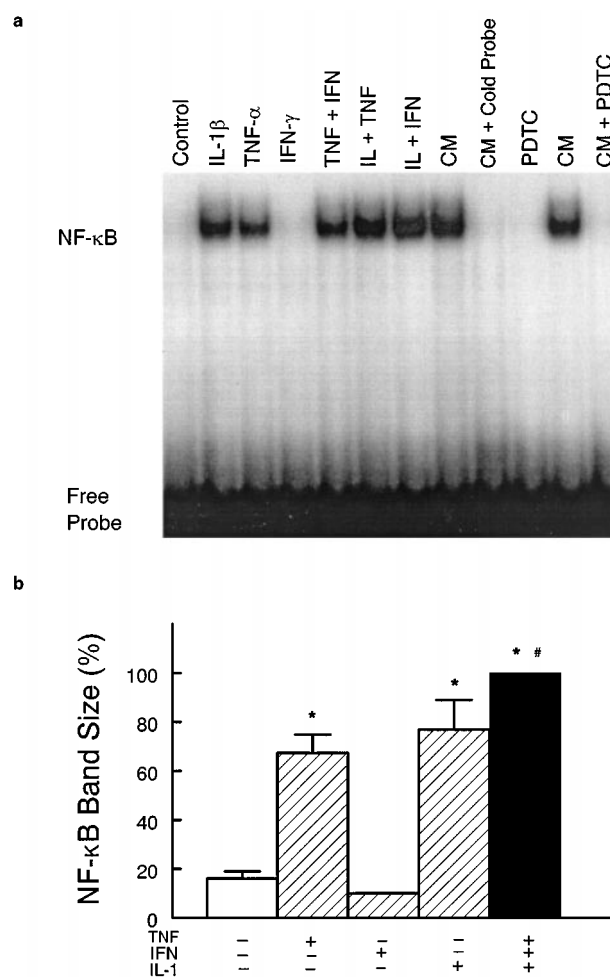 a
Control
IL-1β
TNF-α
IFN-γ
TNF + IFN
IL + TNF
IL + IFN
CM
CM + Cold Probe
PDTC
CM
CM + PDTC
NF-κB
Free
Probe
b
NF-κB Band Size (%)
100
80
60
40
20
0
* * * #
TNF – + – – +
IFN – – + – +
IL-1 – – – + +